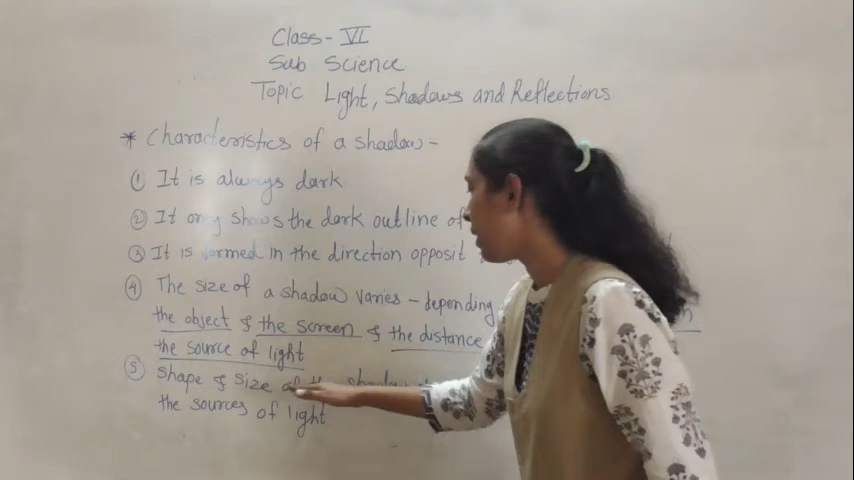 Class - VI
Sub Science
Topic Light, Shadows and Reflections
* Characteristics of a shadow -
① It is always dark
② It only shows the dark outline of
③ It is formed in the direction opposit
④ The size of a shadow varies - depending
the object & the screen & the distance
the source of light
⑤ shape & size of the
the sources of light